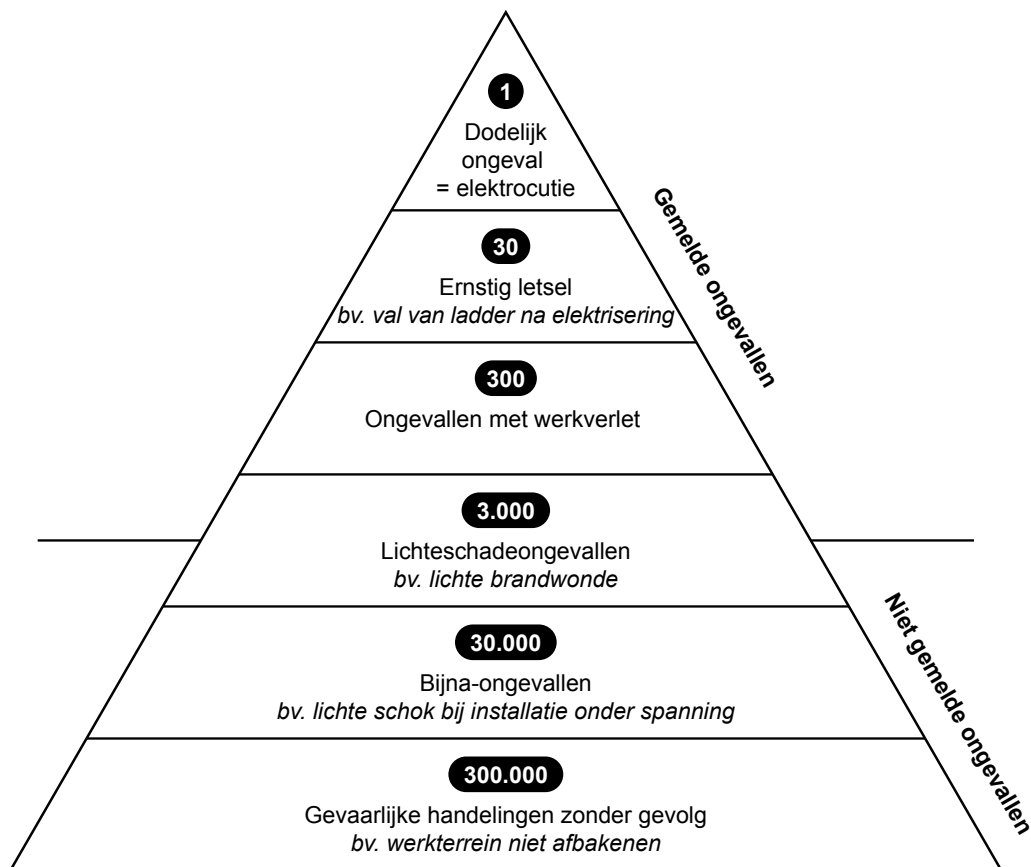 1
Dodelijk
ongeval
= elektrocutie
30
Ernstig letsel
bv. val van ladder na elektrisering
300
Ongevallen met werkverlet
3.000
Lichteschadeongevallen
bv. lichte brandwonde
30.000
Bijna-ongevallen
bv. lichte schok bij installatie onder spanning
300.000
Gevaarlijke handelingen zonder gevolg
bv. werkterrein niet afbakenen
Gemelde ongevallen
Niet gemelde ongevallen